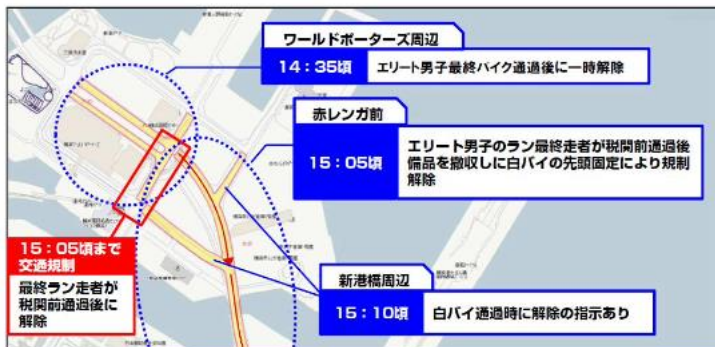 ワールドポーターズ周辺
14：35頃
エリート男子最終バイク通過後に一時解除
赤レンガ前
15：05頃
エリート男子のラン最終走者が税関前通過後
備品を撤収しに白バイの先頭固定により規制
解除
15：05頃まで
交通規制
最終ラン走者が
税関前通過後に
解除
新港橋周辺
15：10頃
白バイ通過時に解除の指示あり